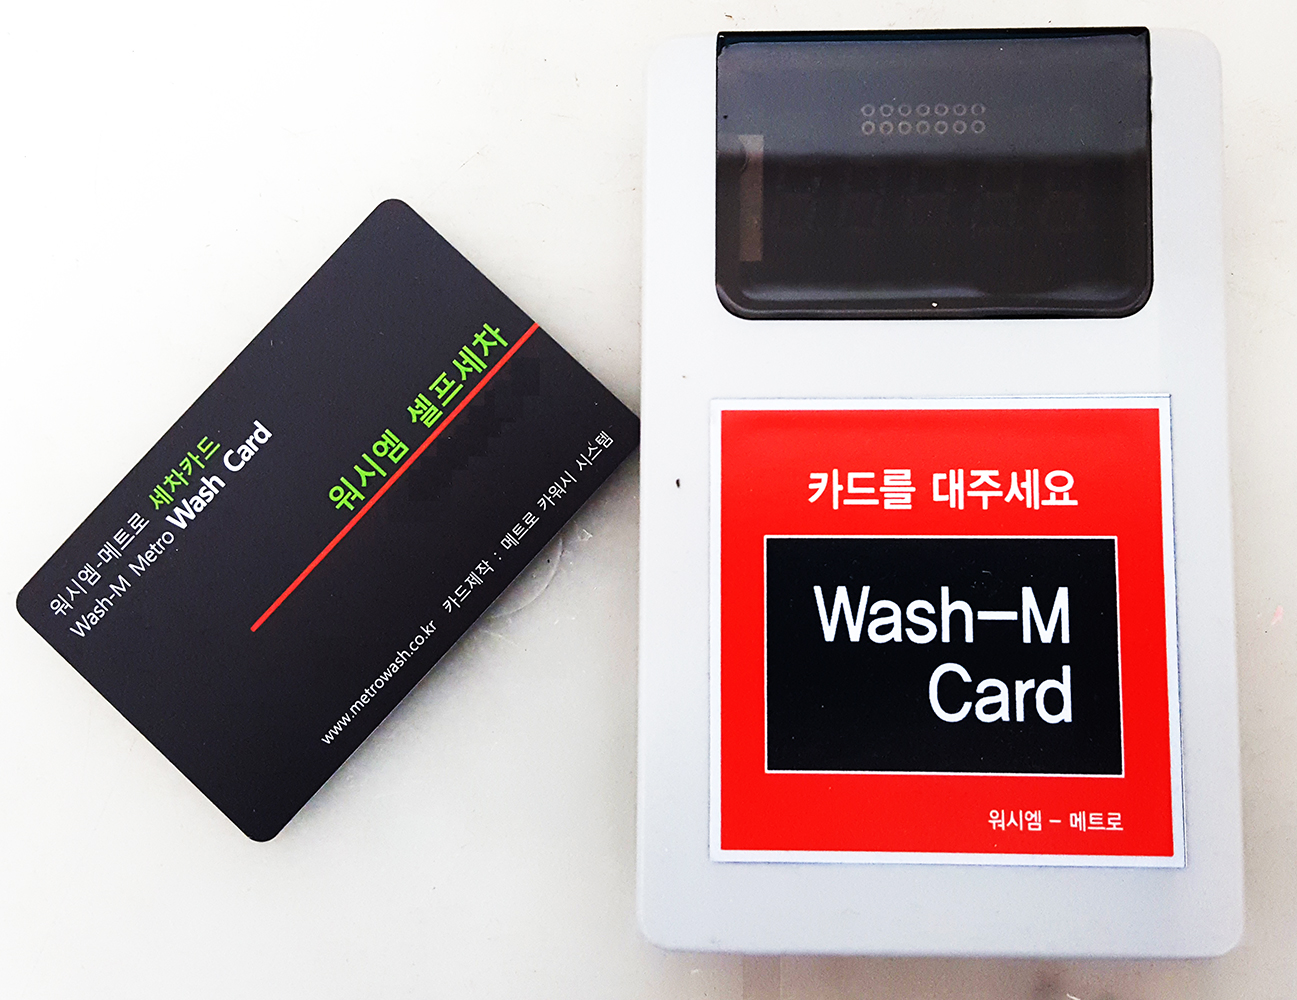 워시엠-메트로 세차카드
Wash-M Metro Wash Card
워시엠 셀프세차
www.metrowash.co.kr 카드제작 : 메트로 카워시 시스템
카드를 대주세요
Wash-M
Card
워시엠 - 메트로